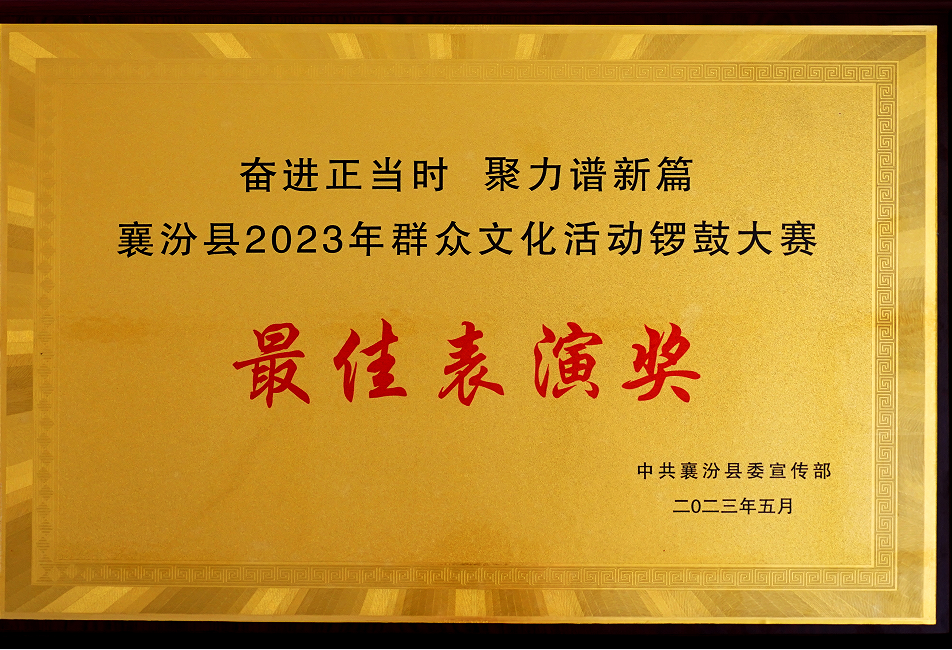 奋进正当时 聚力谱新篇
襄汾县2023年群众文化活动锣鼓大赛
最佳表演奖
中共襄汾县委宣传部
二〇二三年五月